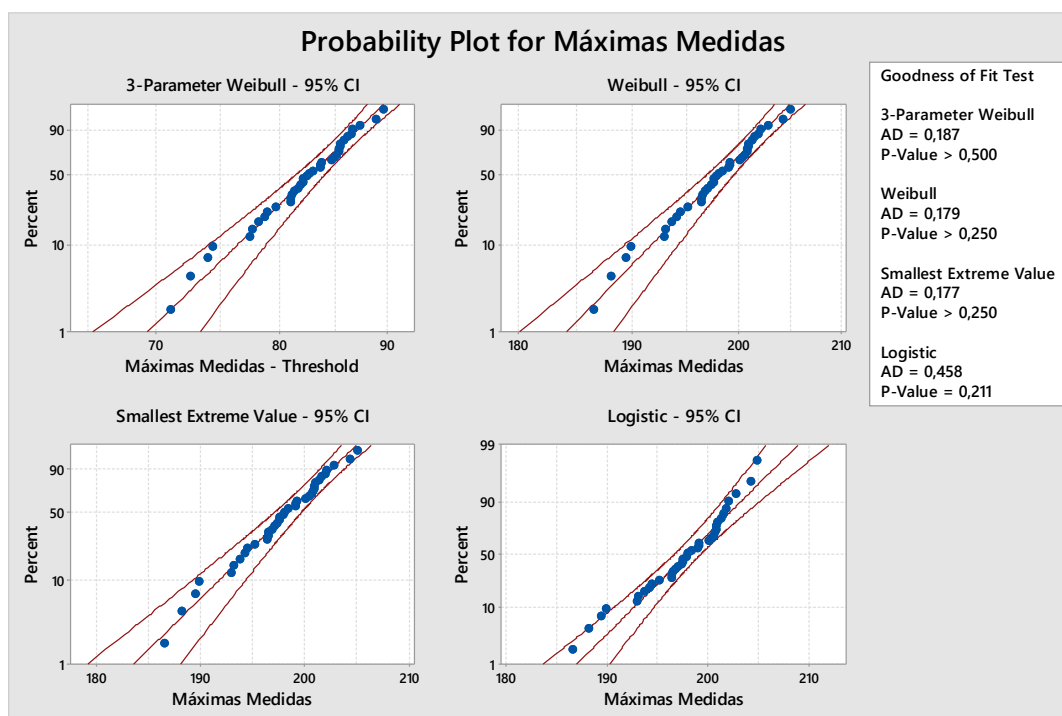 Probability Plot for Máximas Medidas
3-Parameter Weibull - 95% CI
Percent
90
50
10
1
70
80
90
Máximas Medidas - Threshold
Weibull - 95% CI
Percent
90
50
10
1
180
190
200
210
Máximas Medidas
Smallest Extreme Value - 95% CI
Percent
90
50
10
1
180
190
200
210
Máximas Medidas
Logistic - 95% CI
Percent
99
90
50
10
1
180
190
200
210
Máximas Medidas
Goodness of Fit Test
3-Parameter Weibull
AD = 0,187
P-Value > 0,500
Weibull
AD = 0,179
P-Value > 0,250
Smallest Extreme Value
AD = 0,177
P-Value > 0,250
Logistic
AD = 0,458
P-Value = 0,211